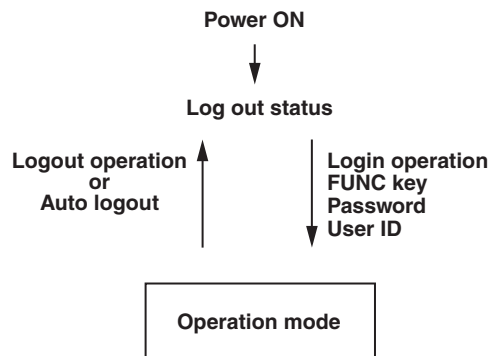 Power ON
Log out status
Logout operation
or
Auto logout
Login operation
FUNC key
Password
User ID
Operation mode